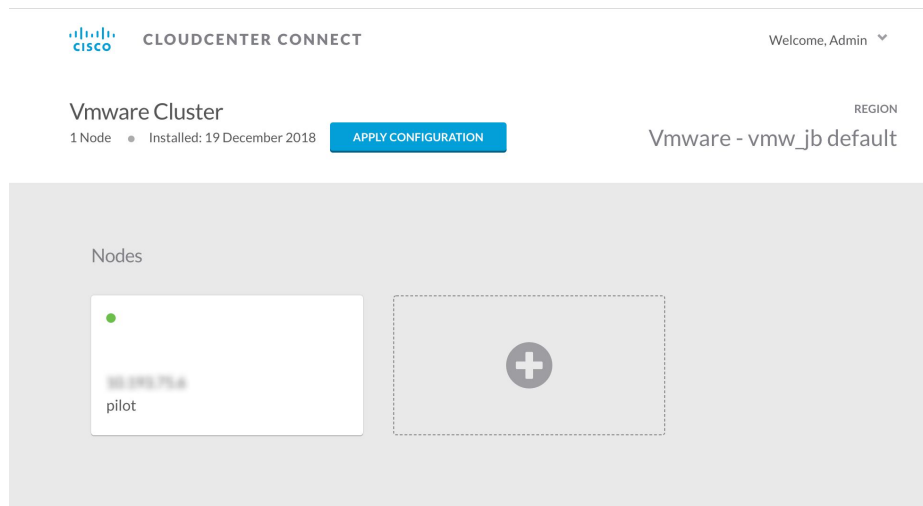 CISCO
CLOUDCENTER CONNECT
Welcome, Admin
Vmware Cluster
1 Node • Installed: 19 December 2018
APPLY CONFIGURATION
REGION
Vmware - vmw_jb default
Nodes
pilot